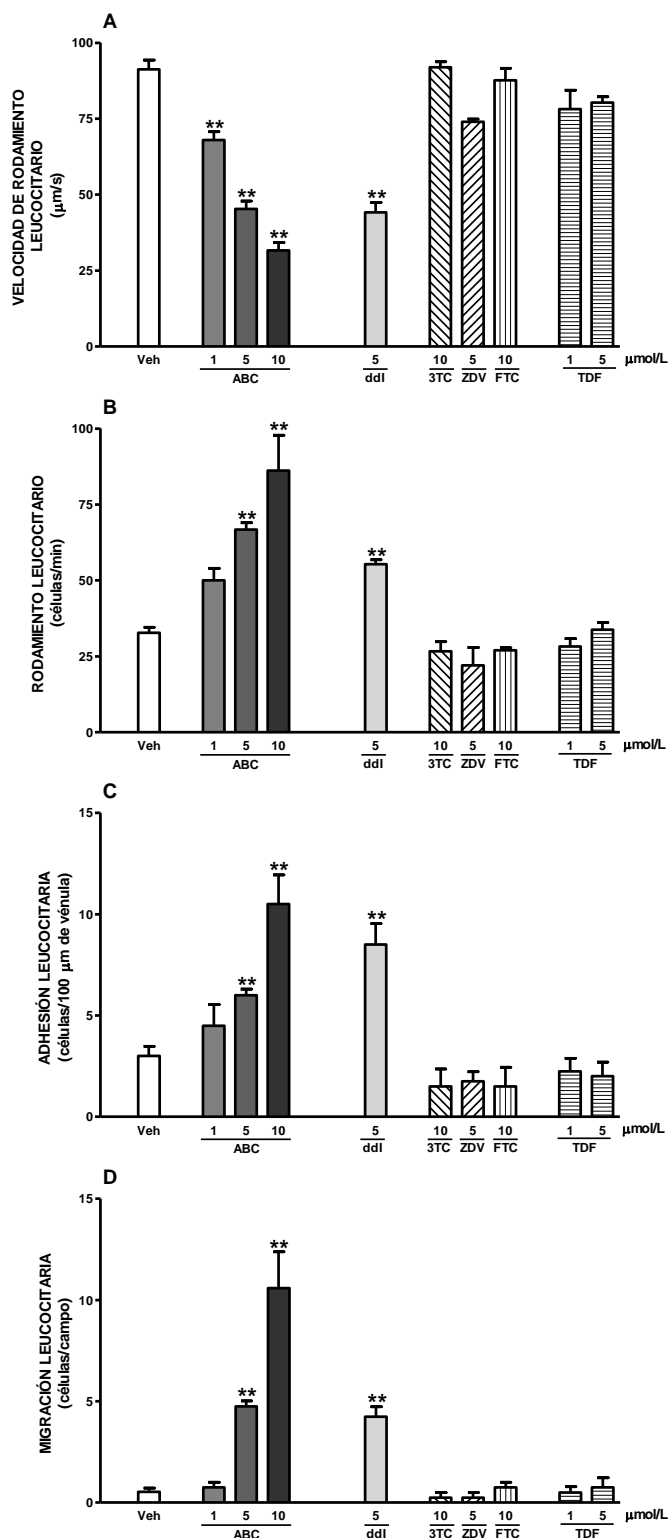 A
VELOCIDAD DE RODAMIENTO
LEUCOCITARIO
(μm/s)
100
75
50
25
0
**
**
**
**
Veh
1 5 10
ABC
5
ddI
10 5 10
3TC ZDV FTC
1 5
TDF
μmol/L
B
RODAMIENTO LEUCOCITARIO
(células/min)
100
75
50
25
0
**
**
**
Veh
1 5 10
ABC
5
ddI
10 5 10
3TC ZDV FTC
1 5
TDF
μmol/L
C
ADHESIÓN LEUCOCITARIA
(células/100 μm de vénula)
15
10
5
0
**
**
**
Veh
1 5 10
ABC
5
ddI
10 5 10
3TC ZDV FTC
1 5
TDF
μmol/L
D
MIGRACIÓN LEUCOCITARIA
(células/campo)
15
10
5
0
**
**
**
Veh
1 5 10
ABC
5
ddI
10 5 10
3TC ZDV FTC
1 5
TDF
μmol/L